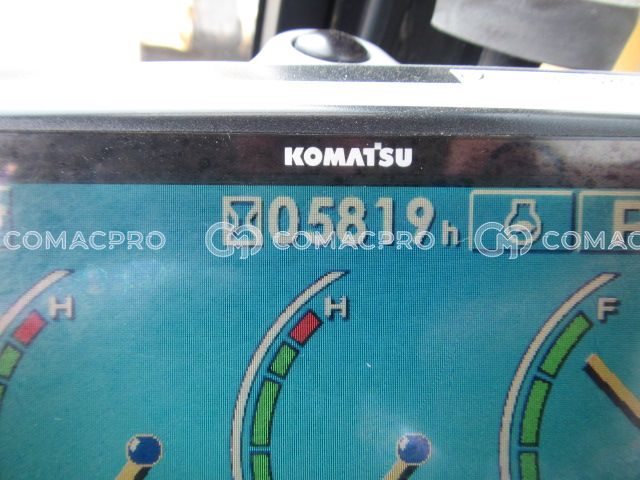 KOMATSU
05819h
COMACPRO COMACPRO COMACPRO
H H F